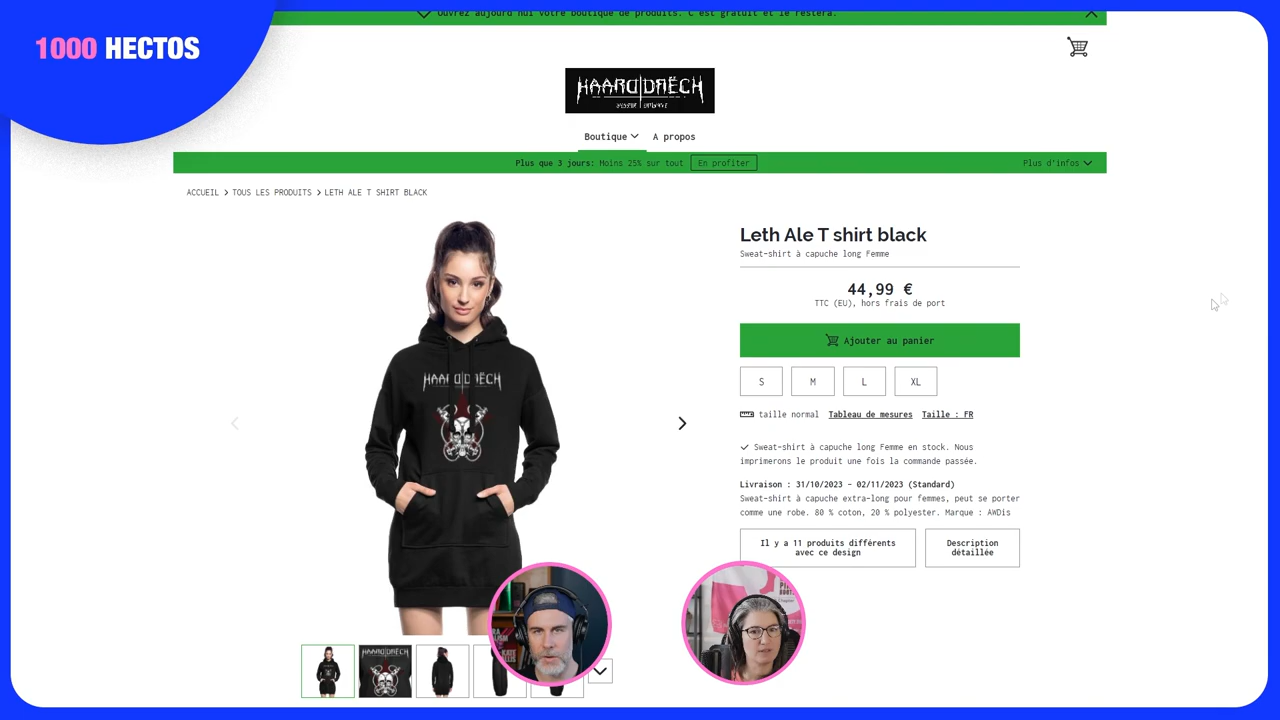 Ouvrez aujourd'hui votre boutique de produits. C'est gratuit et le restera.
1000 HECTOS
HAARDDRËCH
Boutique
A propos
Plus que 3 jours: Moins 25% sur tout
En profiter
Plus d'infos
ACCUEIL > TOUS LES PRODUITS > LETH ALE T SHIRT BLACK
Leth Ale T shirt black
Sweat-shirt à capuche long Femme
44,99 €
TTC (EU), hors frais de port
Ajouter au panier
S M L XL
taille normal Tableau de mesures Taille : FR
Sweat-shirt à capuche long Femme en stock. Nous
imprimerons le produit une fois la commande passée.
Livraison : 31/10/2023 - 02/11/2023 (Standard)
Sweat-shirt à capuche extra-long pour femmes, peut se porter
comme une robe. 80 % coton, 20 % polyester. Marque : AWDis
Il y a 11 produits différents
avec ce design
Description
détaillée
HAARDDRËCH
HAARDDRËCH